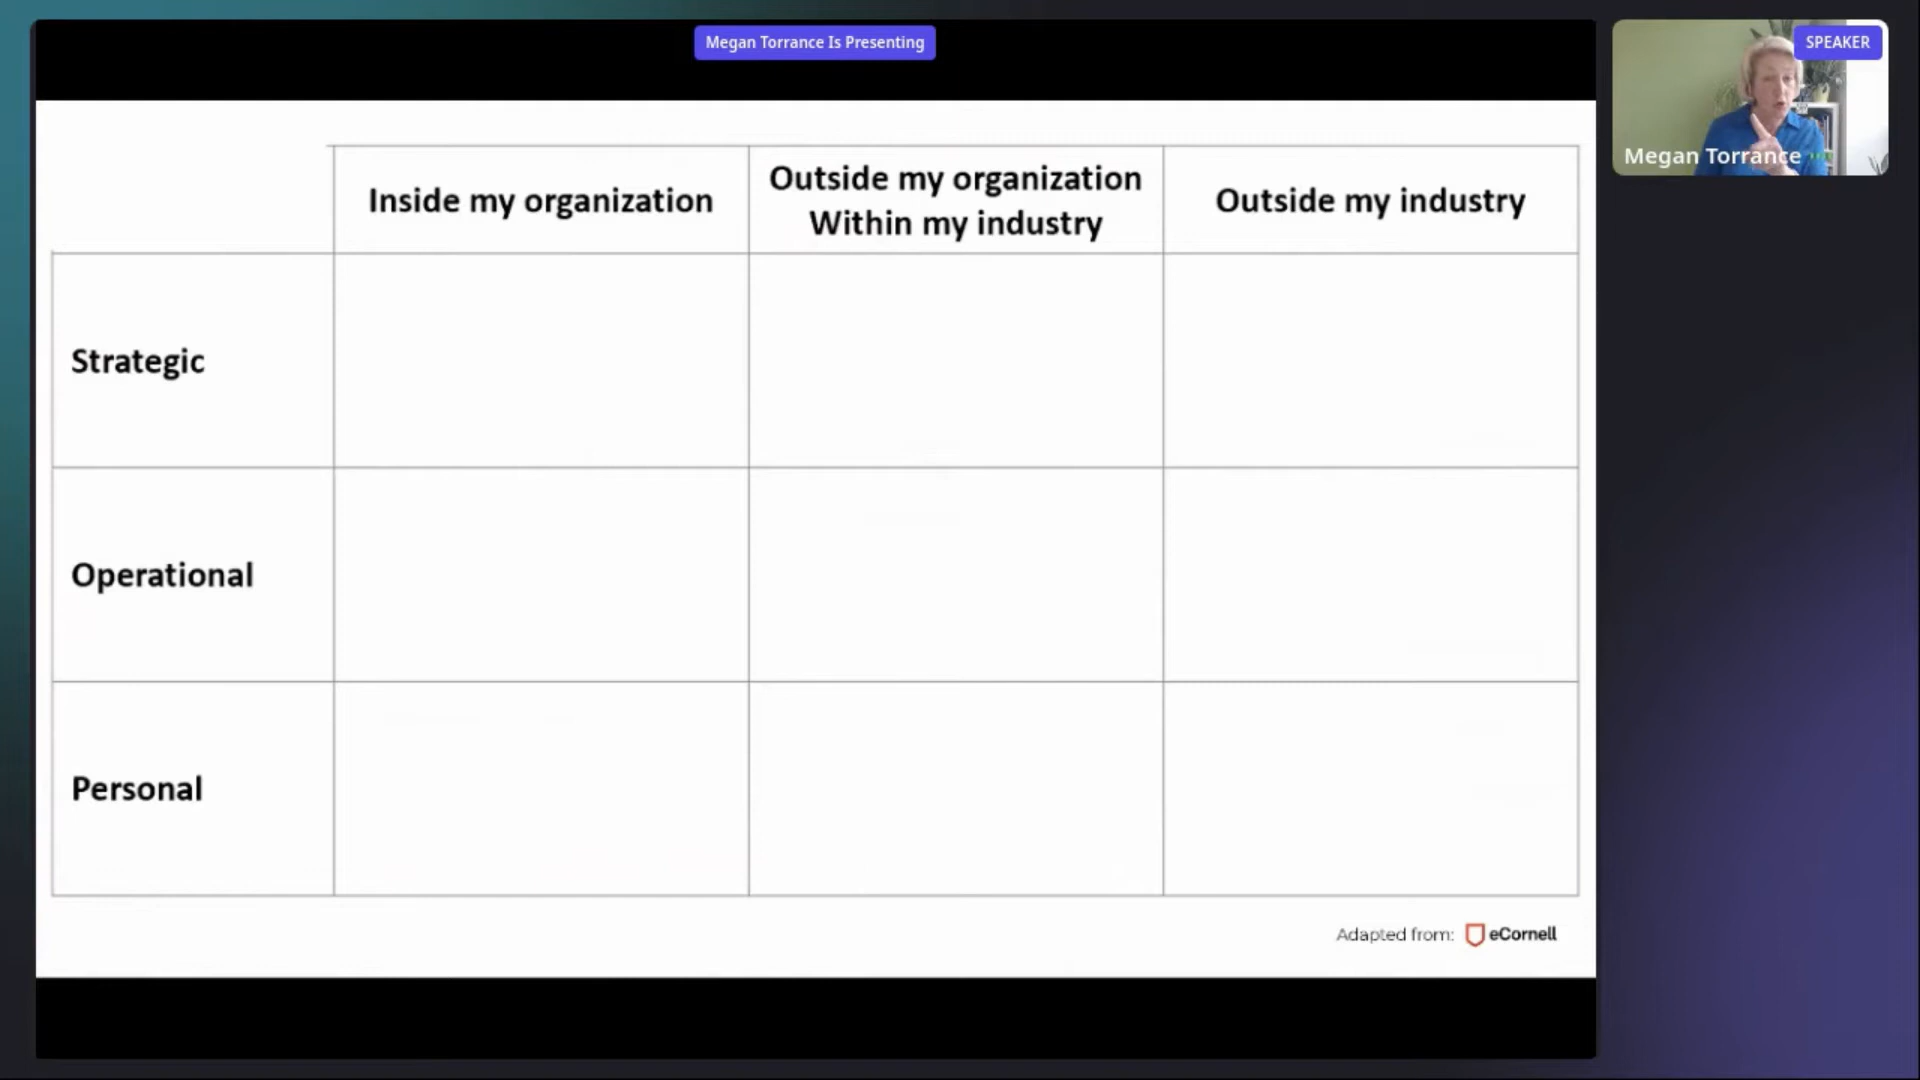 Megan Torrance Is Presenting
SPEAKER
Megan Torrance
Inside my organization
Outside my organization
Within my industry
Outside my industry
Strategic
Operational
Personal
Adapted from: eCornell